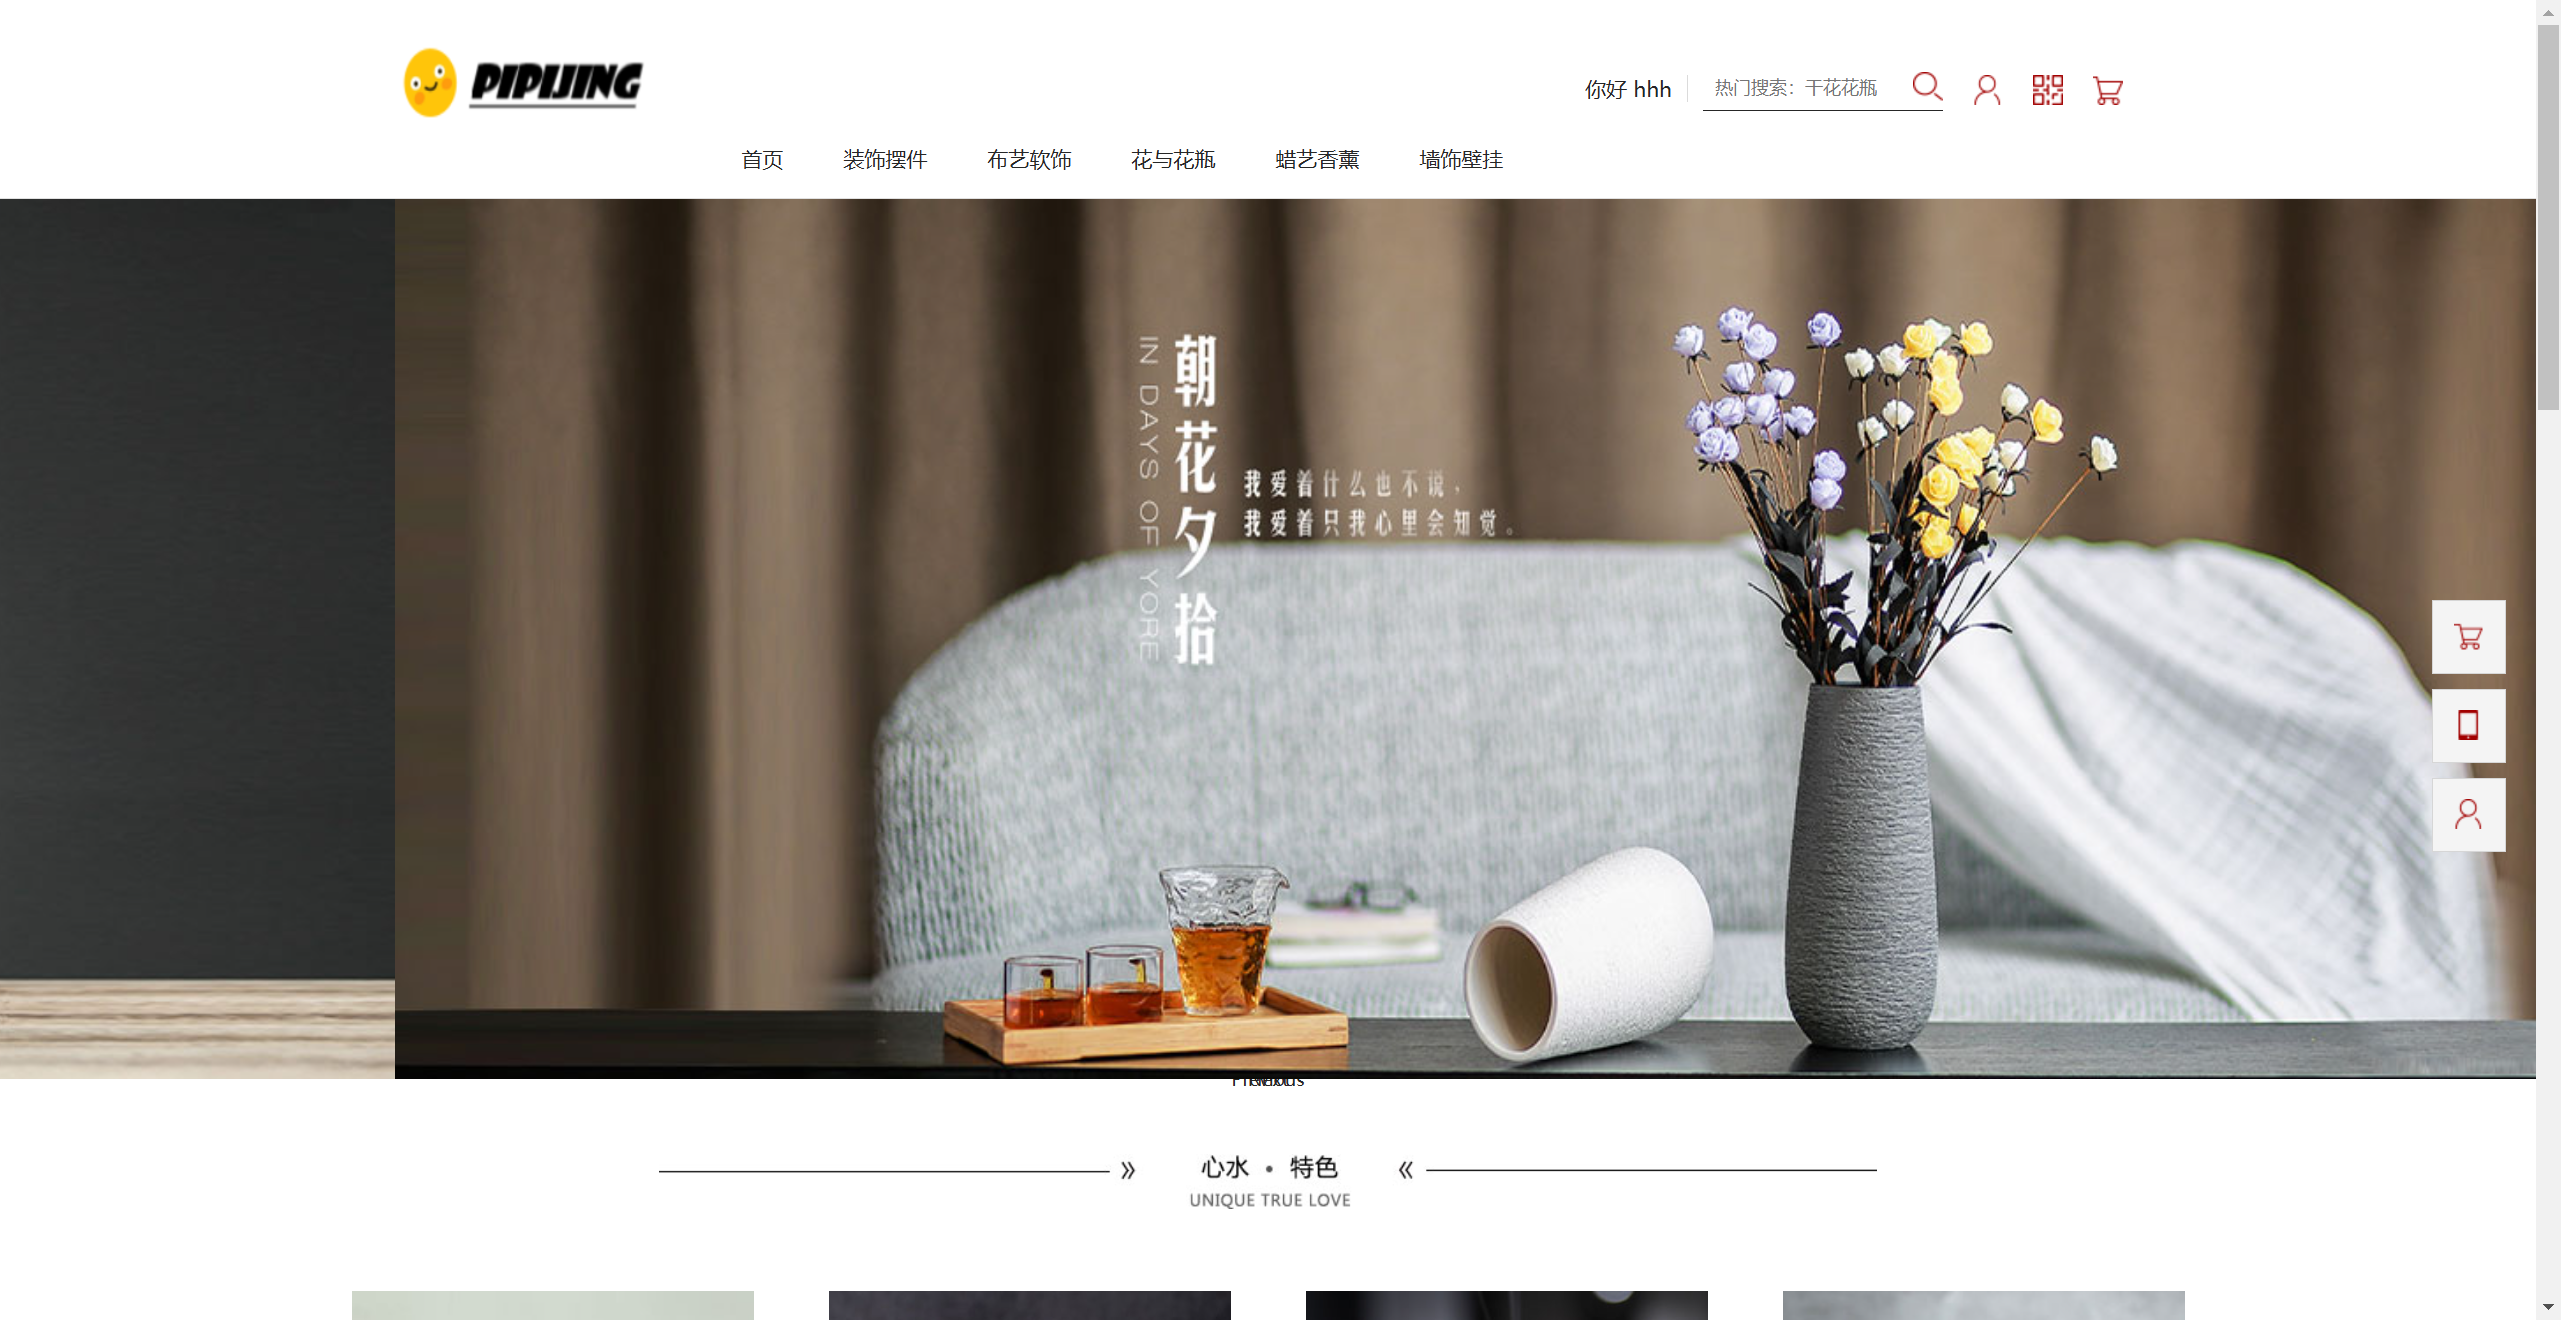 PIPIJING
你好 hhh
热门搜索：干花花瓶
首页 装饰摆件 布艺软饰 花与花瓶 蜡艺香薰 墙饰壁挂
朝花夕拾
IN DAYS OF YORE
我爱着什么也不说，
我爱着只我心里会知觉。
» 心水 • 特色 «
UNIQUE TRUE LOVE